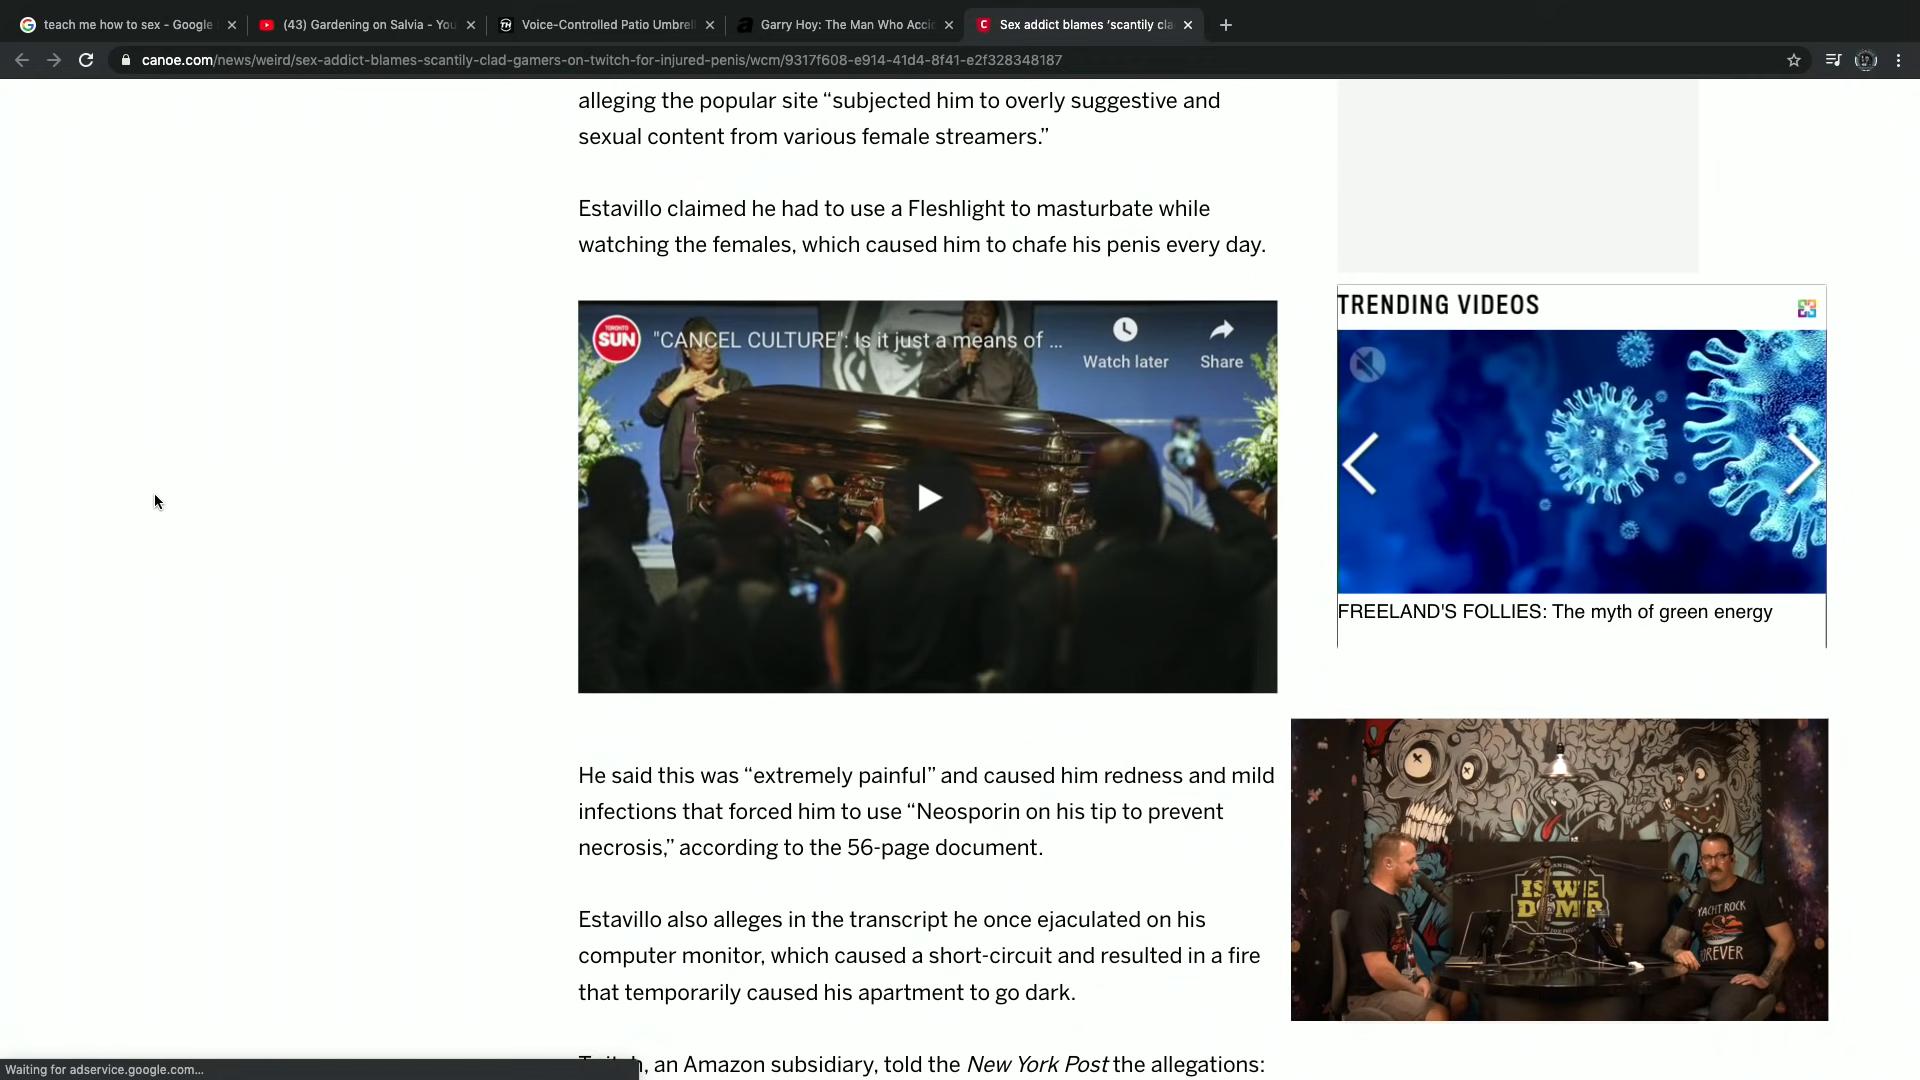 teach me how to sex - Google
(43) Gardening on Salvia - You
Voice-Controlled Patio Umbrel
Garry Hoy: The Man Who Acci
Sex addict blames 'scantily cla
canoe.com/news/weird/sex-addict-blames-scantily-clad-gamers-on-twitch-for-injured-penis/wcm/9317f608-e914-41d4-8f41-e2f328348187
alleging the popular site “subjected him to overly suggestive and
sexual content from various female streamers.”
Estavillo claimed he had to use a Fleshlight to masturbate while
watching the females, which caused him to chafe his penis every day.
TORONTO
SUN
"CANCEL CULTURE": Is it just a means of ...
Watch later
Share
He said this was “extremely painful” and caused him redness and mild
infections that forced him to use “Neosporin on his tip to prevent
necrosis,” according to the 56-page document.
Estavillo also alleges in the transcript he once ejaculated on his
computer monitor, which caused a short-circuit and resulted in a fire
that temporarily caused his apartment to go dark.
an Amazon subsidiary, told the New York Post the allegations:
TRENDING VIDEOS
FREELAND'S FOLLIES: The myth of green energy
IS WE
DUMB
YACHT ROCK
FOREVER
Waiting for adservice.google.com...